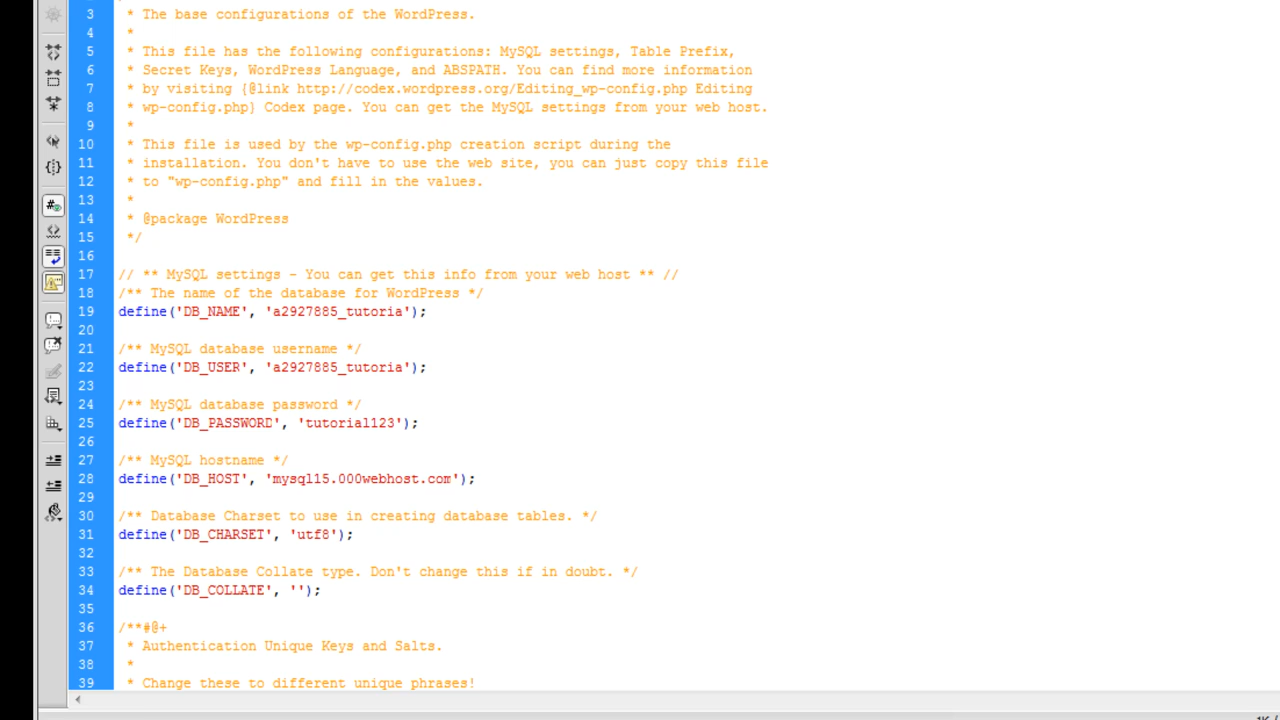 3 * The base configurations of the WordPress.
4 *
5 * This file has the following configurations: MySQL settings, Table Prefix,
6 * Secret Keys, WordPress Language, and ABSPATH. You can find more information
7 * by visiting {@link http://codex.wordpress.org/Editing_wp-config.php Editing
8 * wp-config.php} Codex page. You can get the MySQL settings from your web host.
9 *
10 * This file is used by the wp-config.php creation script during the
11 * installation. You don't have to use the web site, you can just copy this file
12 * to "wp-config.php" and fill in the values.
13 *
14 * @package WordPress
15 */
16
17 // ** MySQL settings - You can get this info from your web host ** //
18 /** The name of the database for WordPress */
19 define('DB_NAME', 'a2927885_tutoria');
20
21 /** MySQL database username */
22 define('DB_USER', 'a2927885_tutoria');
23
24 /** MySQL database password */
25 define('DB_PASSWORD', 'tutorial123');
26
27 /** MySQL hostname */
28 define('DB_HOST', 'mysql15.000webhost.com');
29
30 /** Database Charset to use in creating database tables. */
31 define('DB_CHARSET', 'utf8');
32
33 /** The Database Collate type. Don't change this if in doubt. */
34 define('DB_COLLATE', '');
35
36 /**#@+
37 * Authentication Unique Keys and Salts.
38 *
39 * Change these to different unique phrases!